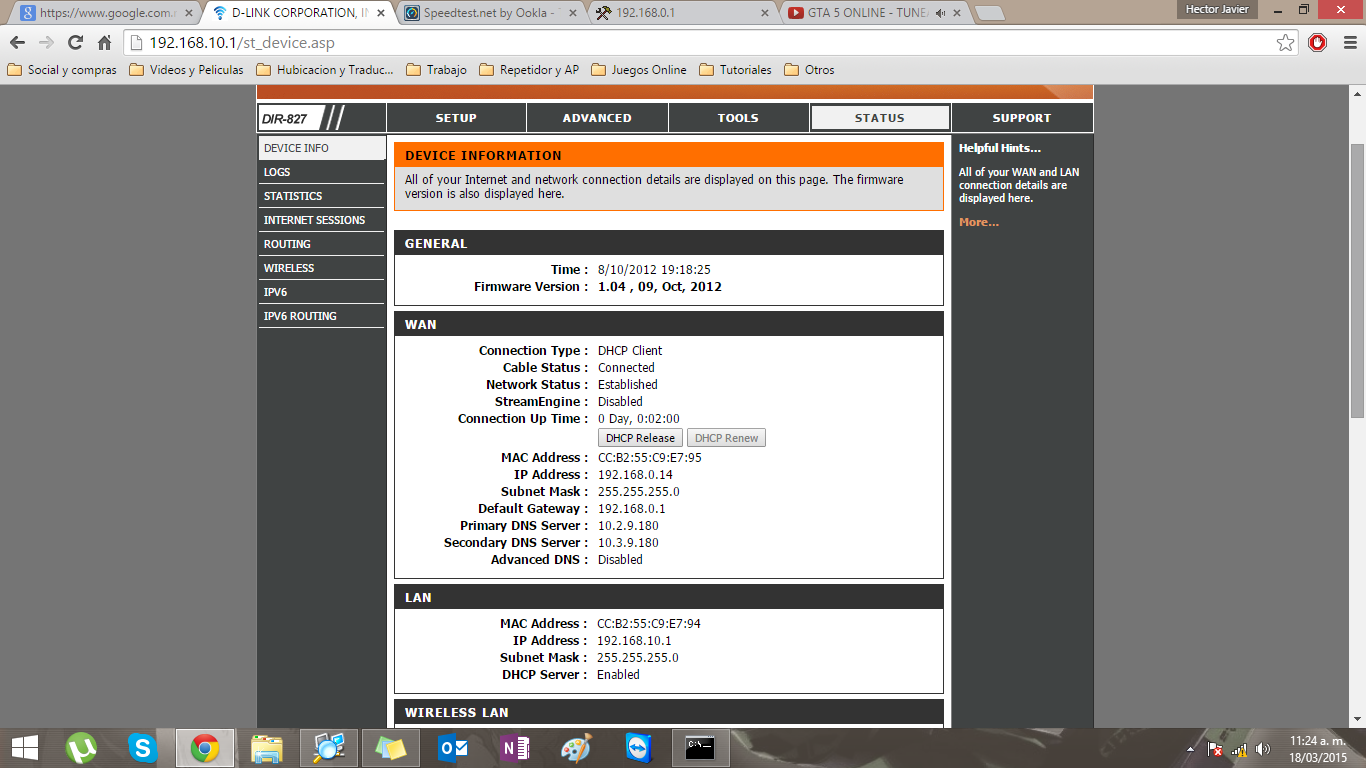 https://www.google.com.
D-LINK CORPORATION, I
Speedtest.net by Ookla -
192.168.0.1
GTA 5 ONLINE - TUNEA
Hector Javier
192.168.10.1/st_device.asp
Social y compras
Videos y Peliculas
Hubicacion y Traduc...
Trabajo
Repetidor y AP
Juegos Online
Tutoriales
Otros
DIR-827
SETUP
ADVANCED
TOOLS
STATUS
SUPPORT
DEVICE INFO
LOGS
STATISTICS
INTERNET SESSIONS
ROUTING
WIRELESS
IPV6
IPV6 ROUTING
DEVICE INFORMATION
All of your Internet and network connection details are displayed on this page. The firmware
version is also displayed here.
GENERAL
Time : 8/10/2012 19:18:25
Firmware Version : 1.04 , 09, Oct, 2012
WAN
Connection Type : DHCP Client
Cable Status : Connected
Network Status : Established
StreamEngine : Disabled
Connection Up Time : 0 Day, 0:02:00
DHCP Release DHCP Renew
MAC Address : CC:B2:55:C9:E7:95
IP Address : 192.168.0.14
Subnet Mask : 255.255.255.0
Default Gateway : 192.168.0.1
Primary DNS Server : 10.2.9.180
Secondary DNS Server : 10.3.9.180
Advanced DNS : Disabled
LAN
MAC Address : CC:B2:55:C9:E7:94
IP Address : 192.168.10.1
Subnet Mask : 255.255.255.0
DHCP Server : Enabled
WIRELESS LAN
Helpful Hints...
All of your WAN and LAN
connection details are
displayed here.
More...
11:24 a. m.
18/03/2015